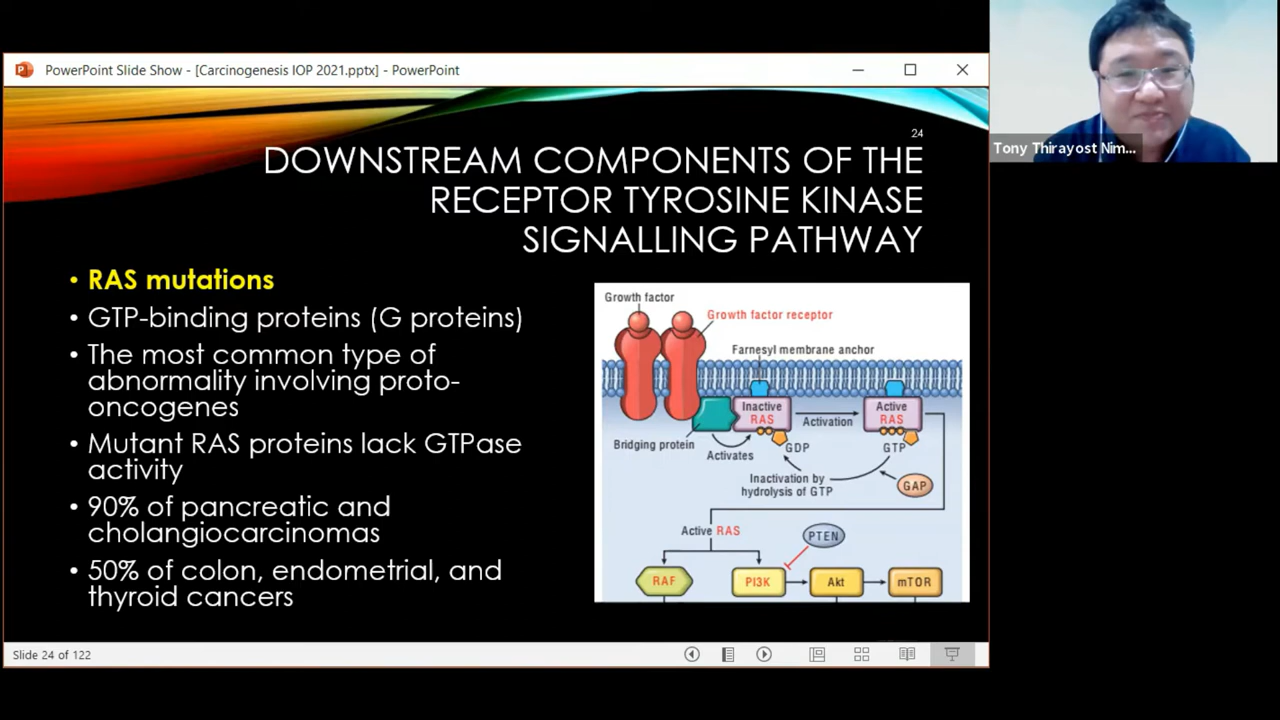 PowerPoint Slide Show - [Carcinogenesis IOP 2021.pptx] - PowerPoint
Tony Thirayost Nim...
24
DOWNSTREAM COMPONENTS OF THE
RECEPTOR TYROSINE KINASE
SIGNALLING PATHWAY
• RAS mutations
• GTP-binding proteins (G proteins)
• The most common type of
abnormality involving proto-
oncogenes
• Mutant RAS proteins lack GTPase
activity
• 90% of pancreatic and
cholangiocarcinomas
• 50% of colon, endometrial, and
thyroid cancers
Growth factor
Growth factor receptor
Farnesyl membrane anchor
Inactive
RAS
Activation
Active
RAS
Bridging protein
Activates
GDP
GTP
Inactivation by
hydrolysis of GTP
GAP
Active RAS
PTEN
RAF
PI3K
Akt
mTOR
Slide 24 of 122